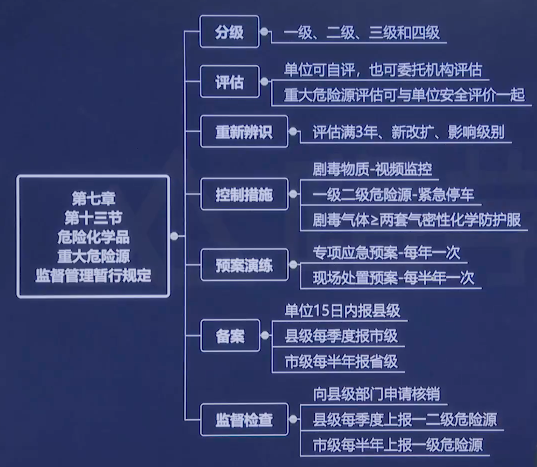 第七章
第十三节
危险化学品
重大危险源
监督管理暂行规定
分级
一级、二级、三级和四级
评估
单位可自评，也可委托机构评估
重大危险源评估可与单位安全评价一起
重新辨识
评估满3年、新改扩、影响级别
控制措施
剧毒物质-视频监控
一级二级危险源-紧急停车
剧毒气体≥两套气密性化学防护服
预案演练
专项应急预案-每年一次
现场处置预案-每半年一次
备案
单位15日内报县级
县级每季度报市级
市级每半年报省级
监督检查
向县级部门申请核销
县级每季度上报一二级危险源
市级每半年上报一级危险源